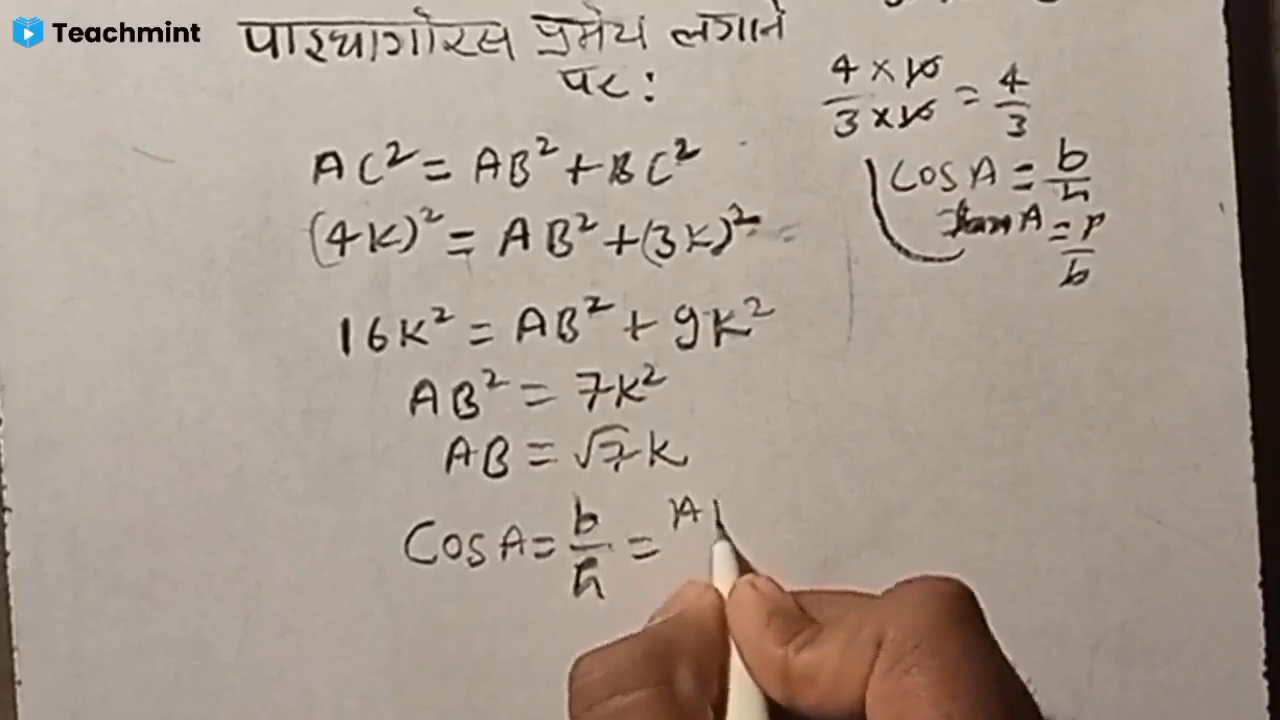 Teachmint
पाइथागोरस प्रमेय लगाने
पर:
AC² = AB² + BC²
(4K)² = AB² + (3K)²
16K² = AB² + 9K²
AB² = 7K²
AB = √7 K
Cos A = b/h = A
4 × 10 / 3 × 10 = 4/3
Cos A = b/h
tan A = P/b